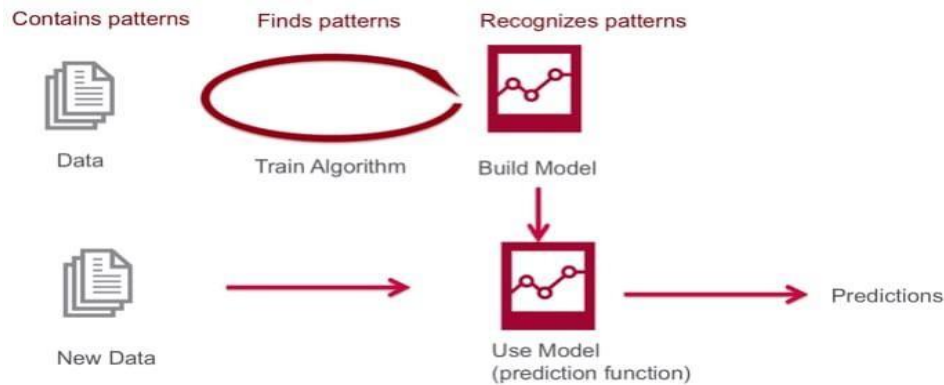 Contains patterns
Finds patterns
Recognizes patterns
Data
Train Algorithm
Build Model
New Data
Use Model
(prediction function)
Predictions